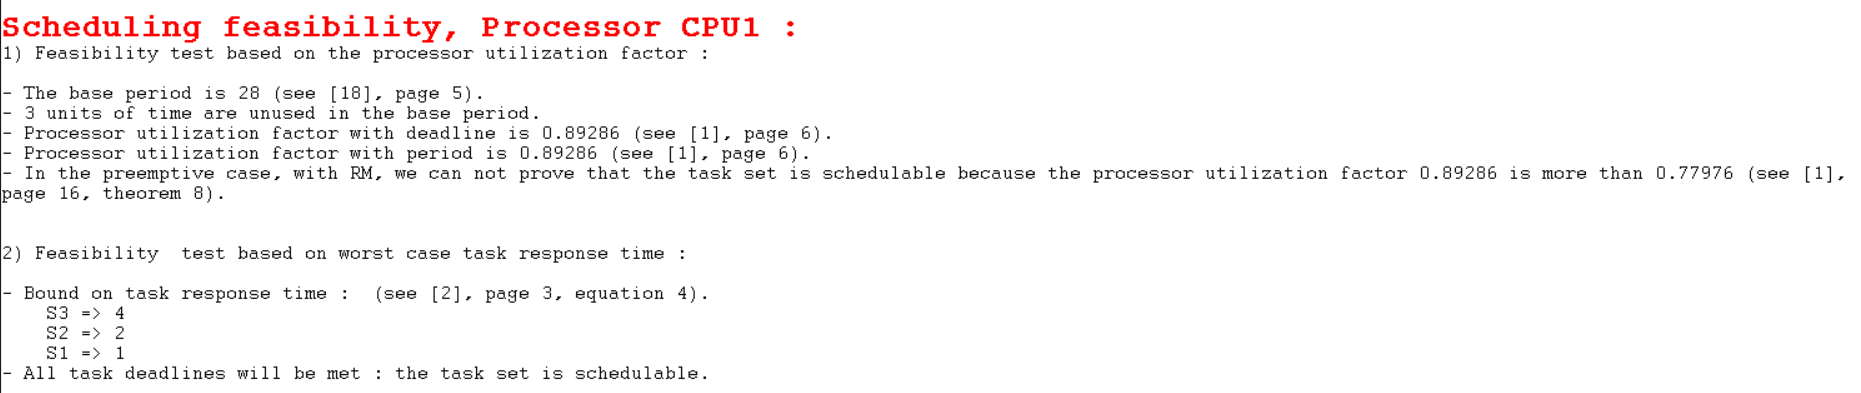 Scheduling feasibility, Processor CPU1 :
1) Feasibility test based on the processor utilization factor :
- The base period is 28 (see [18], page 5).
- 3 units of time are unused in the base period.
- Processor utilization factor with deadline is 0.89286 (see [1], page 6).
- Processor utilization factor with period is 0.89286 (see [1], page 6).
- In the preemptive case, with RM, we can not prove that the task set is schedulable because the processor utilization factor 0.89286 is more than 0.77976 (see [1],
page 16, theorem 8).
2) Feasibility  test based on worst case task response time :
- Bound on task response time :  (see [2], page 3, equation 4).
S3 => 4
S2 => 2
S1 => 1
- All task deadlines will be met : the task set is schedulable.